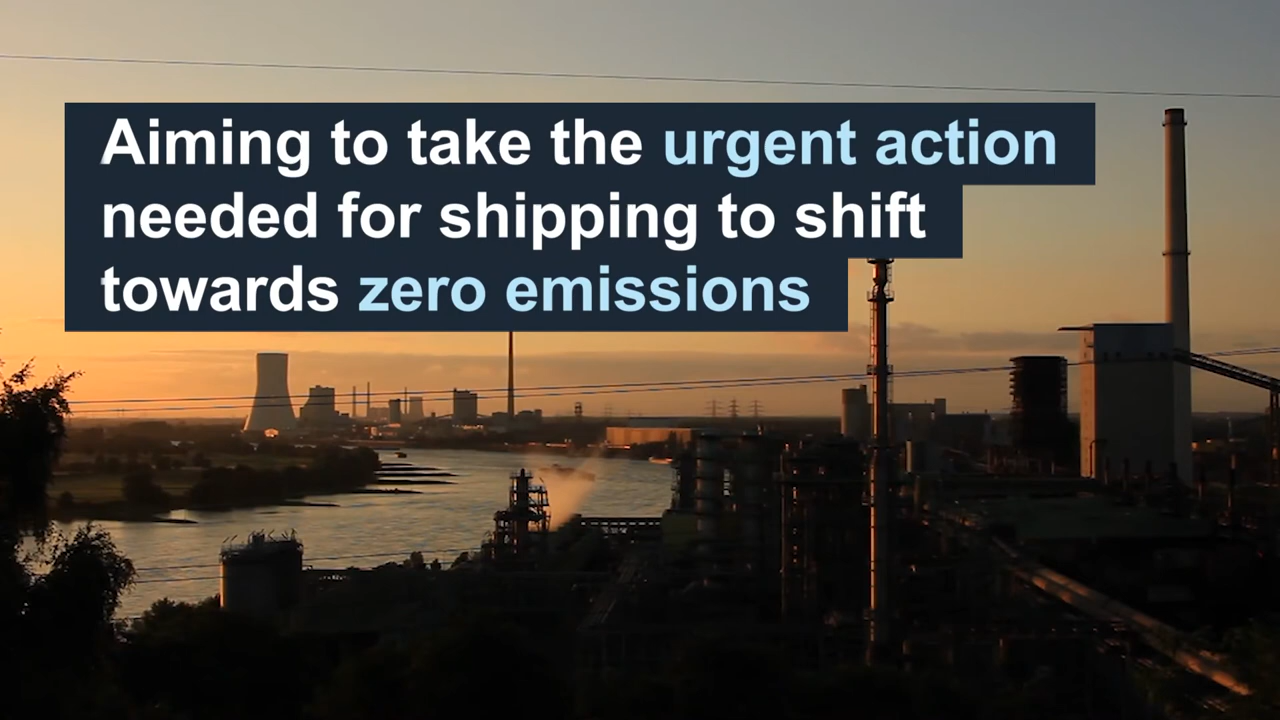 Aiming to take the urgent action
needed for shipping to shift
towards zero emissions